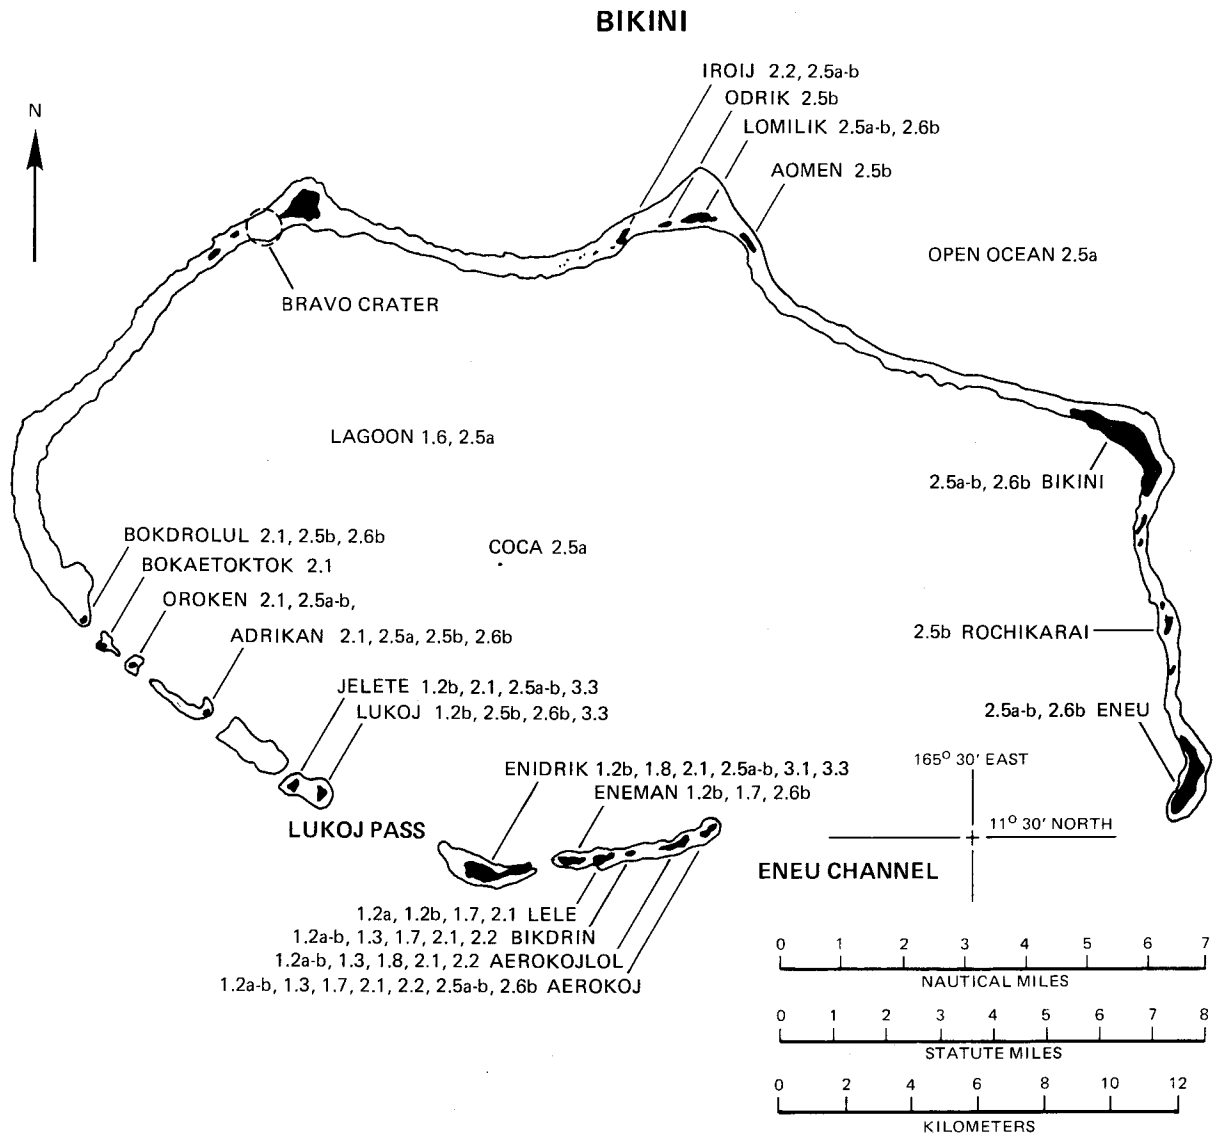 BIKINI
IROIJ 2.2, 2.5a-b
ODRIK 2.5b
LOMILIK 2.5a-b, 2.6b
AOMEN 2.5b
N
OPEN OCEAN 2.5a
BRAVO CRATER
LAGOON 1.6, 2.5a
2.5a-b, 2.6b BIKINI
BOKDROLUL 2.1, 2.5b, 2.6b
COCA 2.5a
BOKAETOKTOK 2.1
OROKEN 2.1, 2.5a-b,
ADRIKAN 2.1, 2.5a, 2.5b, 2.6b
2.5b ROCHIKARAI
JELETE 1.2b, 2.1, 2.5a-b, 3.3
LUKOJ 1.2b, 2.5b, 2.6b, 3.3
2.5a-b, 2.6b ENEU
ENIDRIK 1.2b, 1.8, 2.1, 2.5a-b, 3.1, 3.3
ENEMAN 1.2b, 1.7, 2.6b
165° 30' EAST
11° 30' NORTH
LUKOJ PASS
ENEU CHANNEL
1.2a, 1.2b, 1.7, 2.1 LELE
1.2a-b, 1.3, 1.7, 2.1, 2.2 BIKDRIN
1.2a-b, 1.3, 1.8, 2.1, 2.2 AEROKOJLOL
1.2a-b, 1.3, 1.7, 2.1, 2.2, 2.5a-b, 2.6b AEROKOJ
0 1 2 3 4 5 6 7
NAUTICAL MILES
0 1 2 3 4 5 6 7 8
STATUTE MILES
0 2 4 6 8 10 12
KILOMETERS